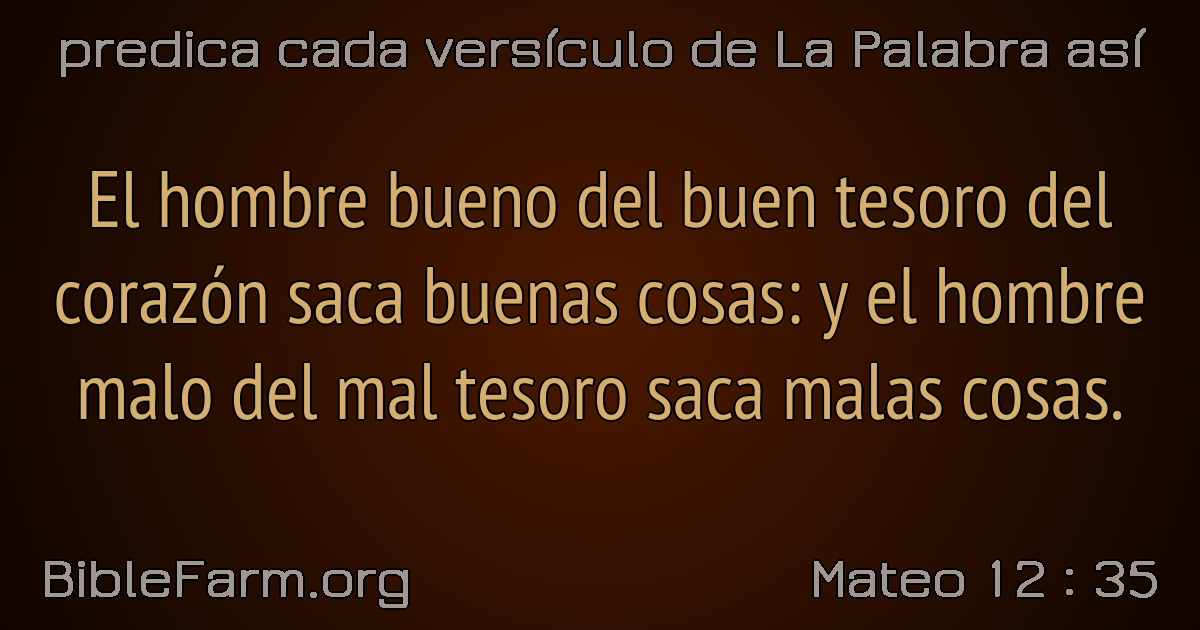 predica cada versículo de La Palabra así
El hombre bueno del buen tesoro del
corazón saca buenas cosas: y el hombre
malo del mal tesoro saca malas cosas.
BibleFarm.org
Mateo 12 : 35